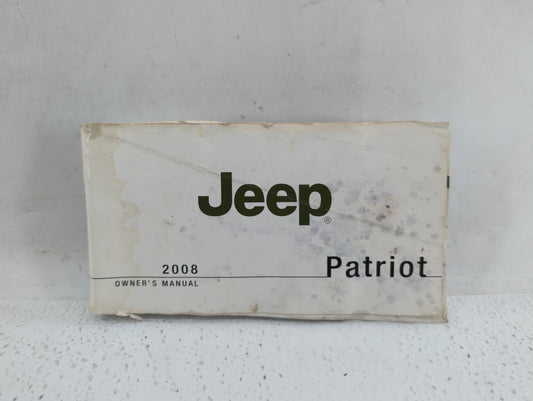 Jeep®
2008 Patriot
OWNER'S MANUAL